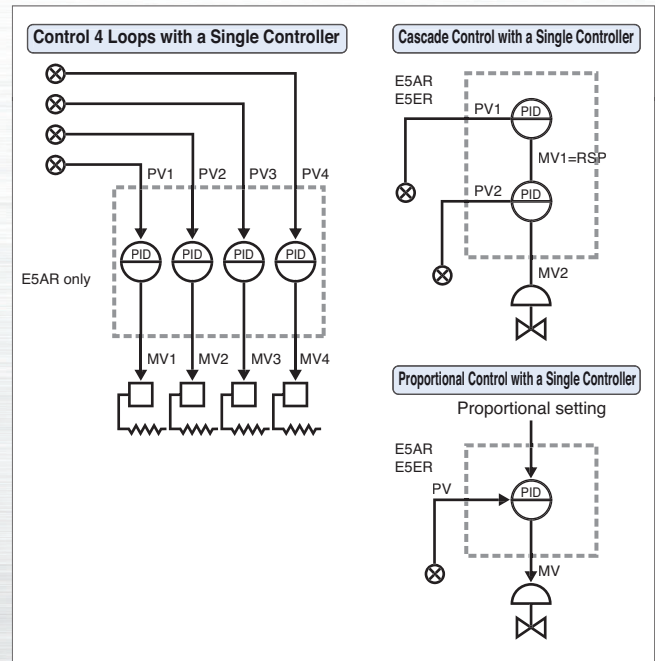 Control 4 Loops with a Single Controller
PV1 PV2 PV3 PV4
PID PID PID PID
E5AR only
MV1 MV2 MV3 MV4
Cascade Control with a Single Controller
E5AR
E5ER
PV1
PID
MV1=RSP
PV2
PID
MV2
Proportional Control with a Single Controller
Proportional setting
E5AR
E5ER
PV
PID
MV